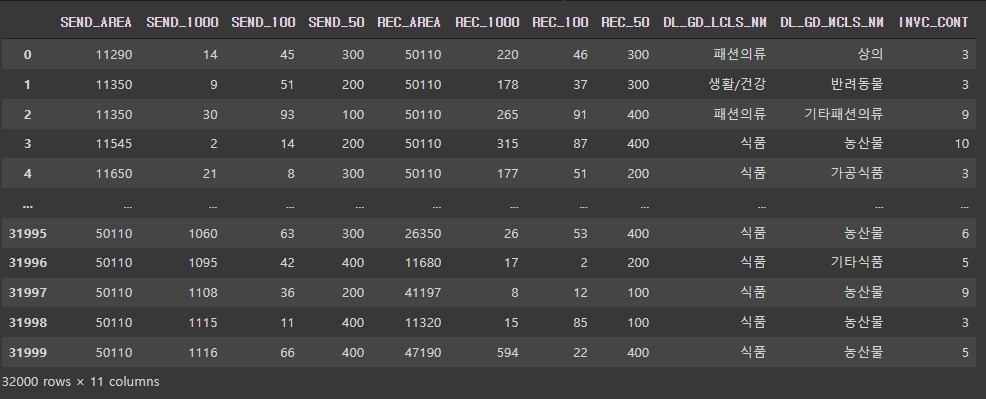 SEND_AREA SEND_1000 SEND_100 SEND_50 REC_AREA REC_1000 REC_100 REC_50 DL_GD_LCLS_NM DL_GD_MCLS_NM INVC_CONT
0 11290 14 45 300 50110 220 46 300 패션의류 상의 3
1 11350 9 51 200 50110 178 37 300 생활/건강 반려동물 3
2 11350 30 93 100 50110 265 91 400 패션의류 기타패션의류 9
3 11545 2 14 200 50110 315 87 400 식품 농산물 10
4 11650 21 8 300 50110 177 51 200 식품 가공식품 3
... ... ... ... ... ... ... ... ... ... ... ...
31995 50110 1060 63 300 26350 26 53 400 식품 농산물 6
31996 50110 1095 42 400 11680 17 2 200 식품 기타식품 5
31997 50110 1108 36 200 41197 8 12 100 식품 농산물 9
31998 50110 1115 11 400 11320 15 85 100 식품 농산물 3
31999 50110 1116 66 400 47190 594 22 400 식품 농산물 5
32000 rows × 11 columns